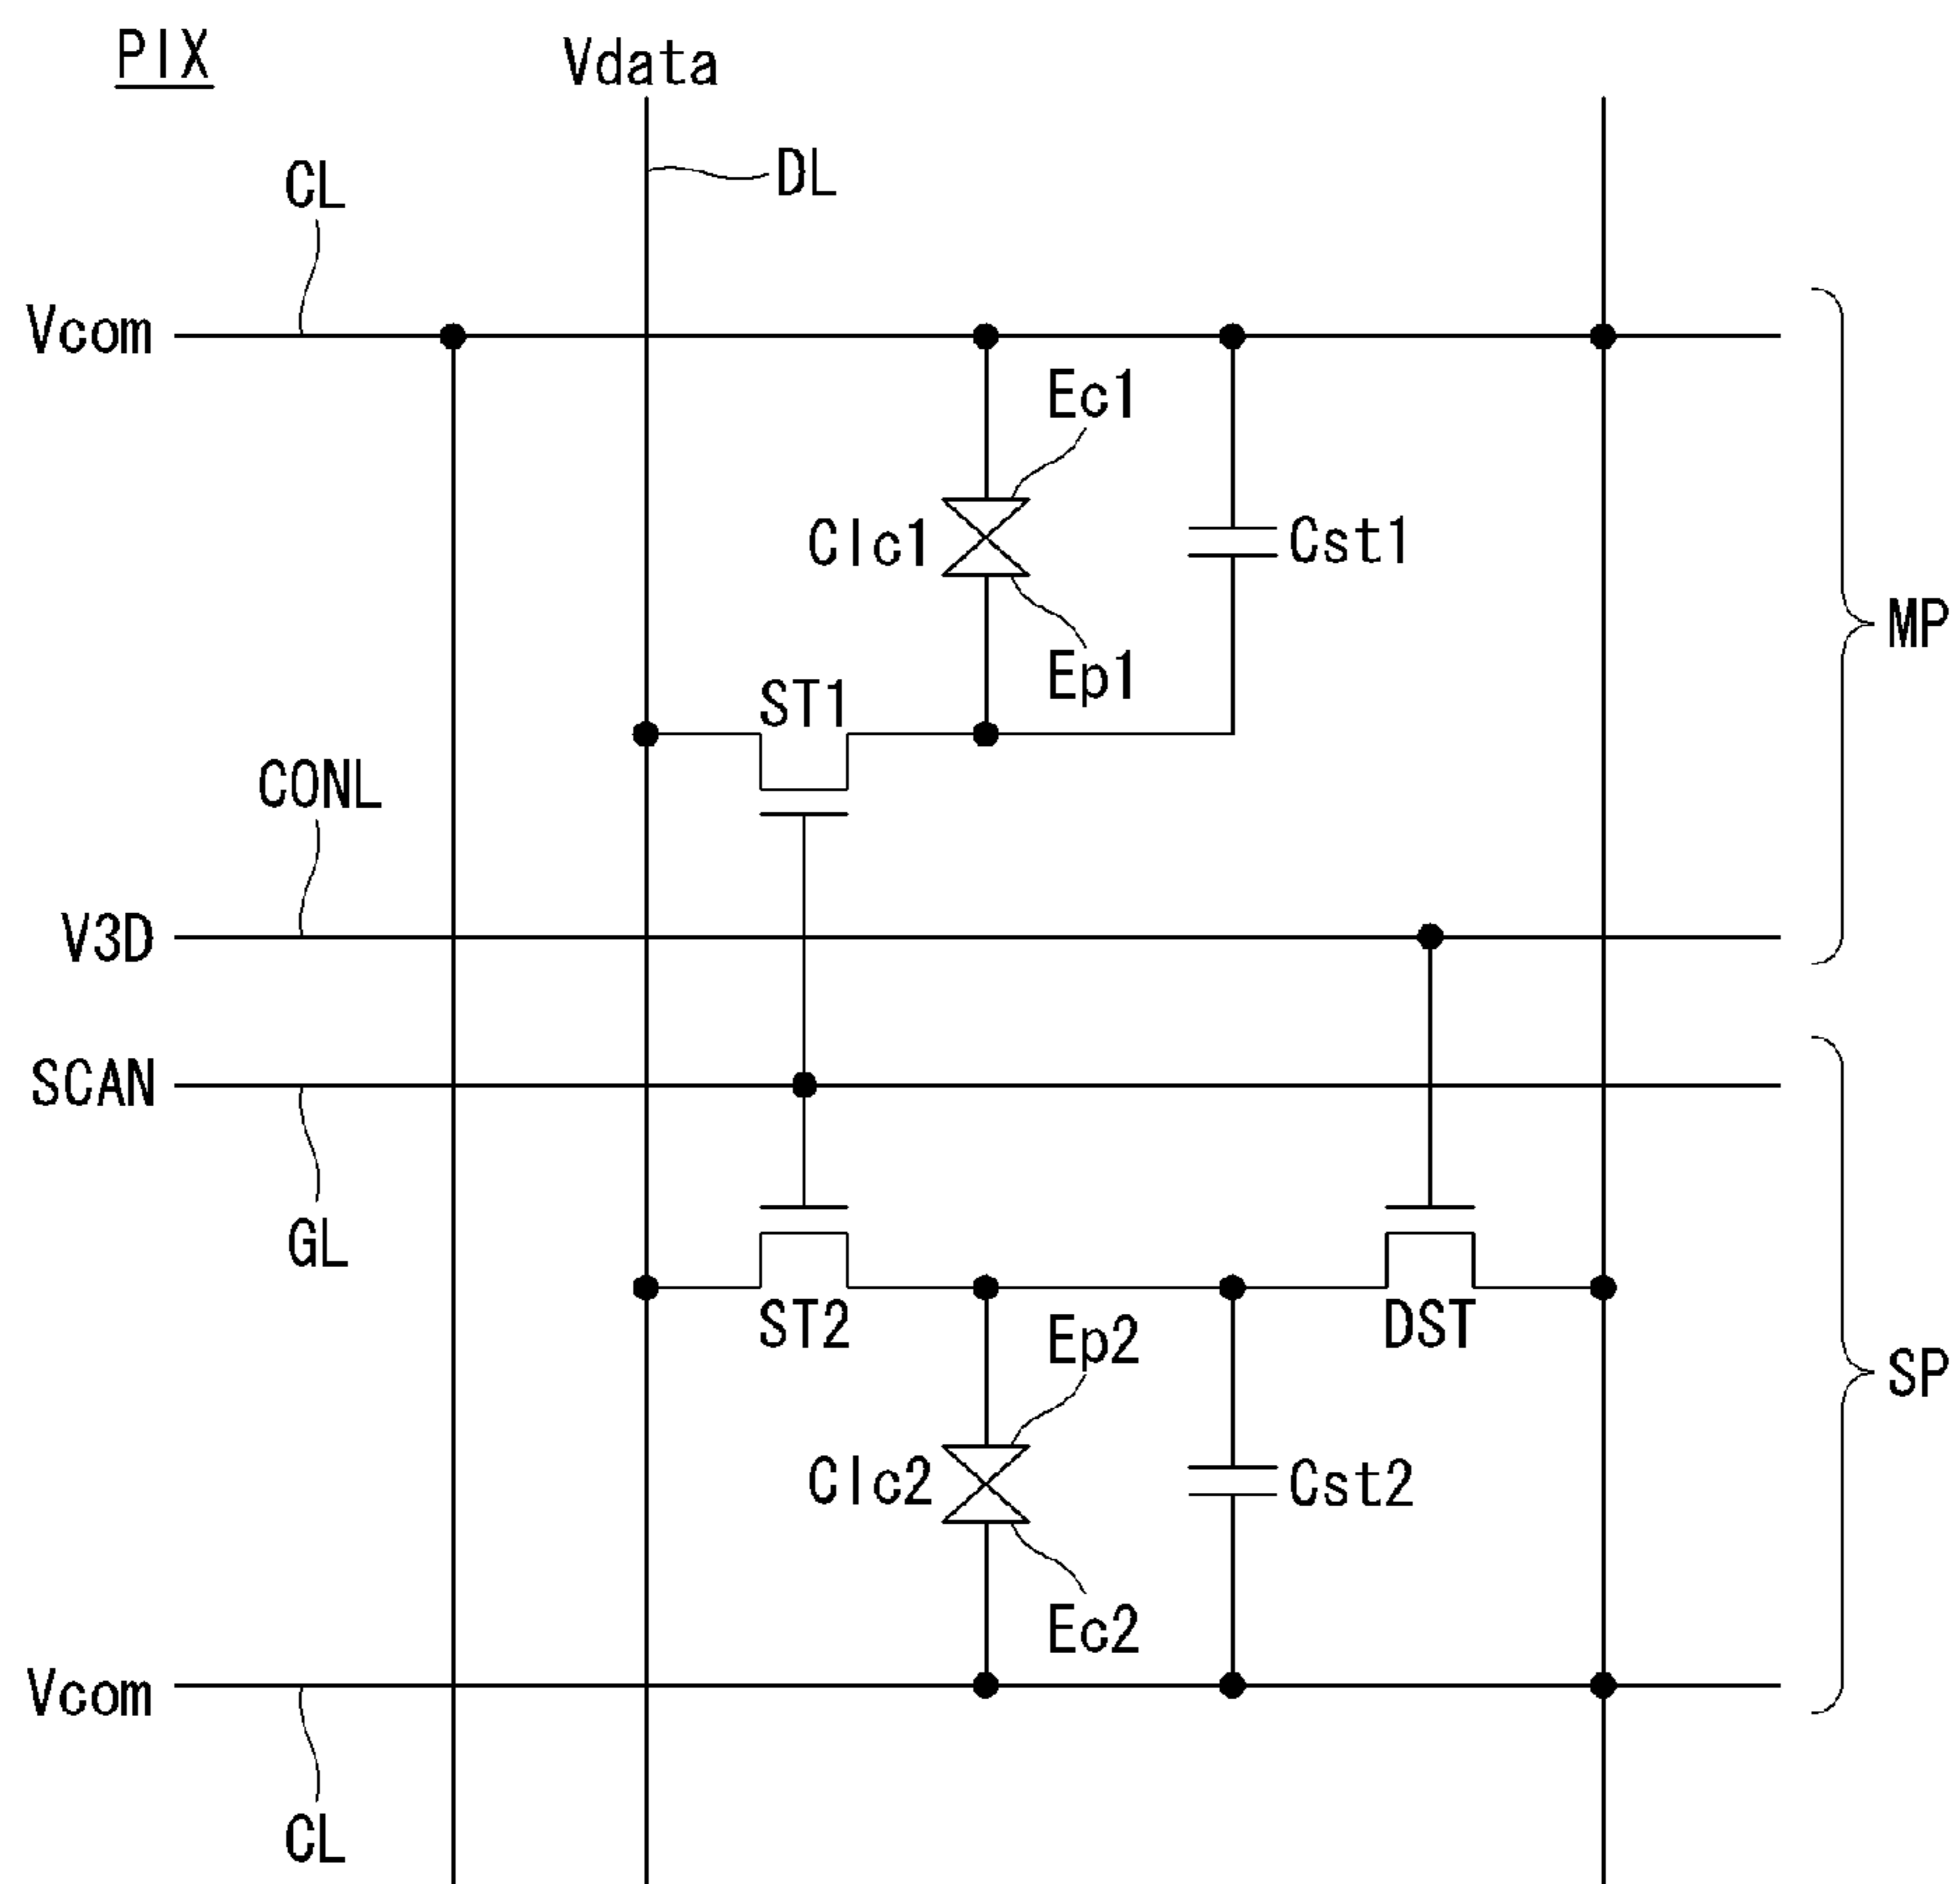 PIX
Vdata
DL
CL
Vcom
Ec1
Clc1
Cst1
MP
Ep1
ST1
CONL
V3D
SCAN
GL
ST2
Ep2
DST
SP
Clc2
Cst2
Ec2
Vcom
CL